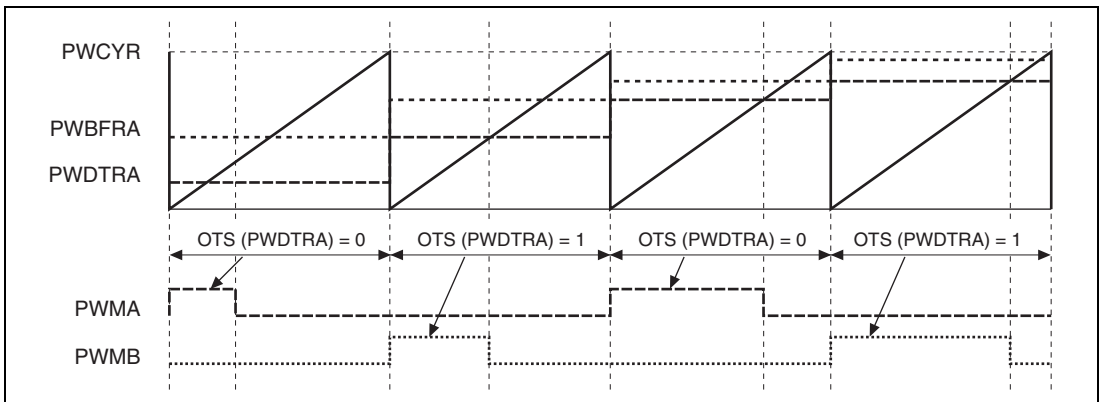 PWCYR
PWBFRA
PWDTRA
OTS (PWDTRA) = 0 OTS (PWDTRA) = 1 OTS (PWDTRA) = 0 OTS (PWDTRA) = 1
PWMA
PWMB